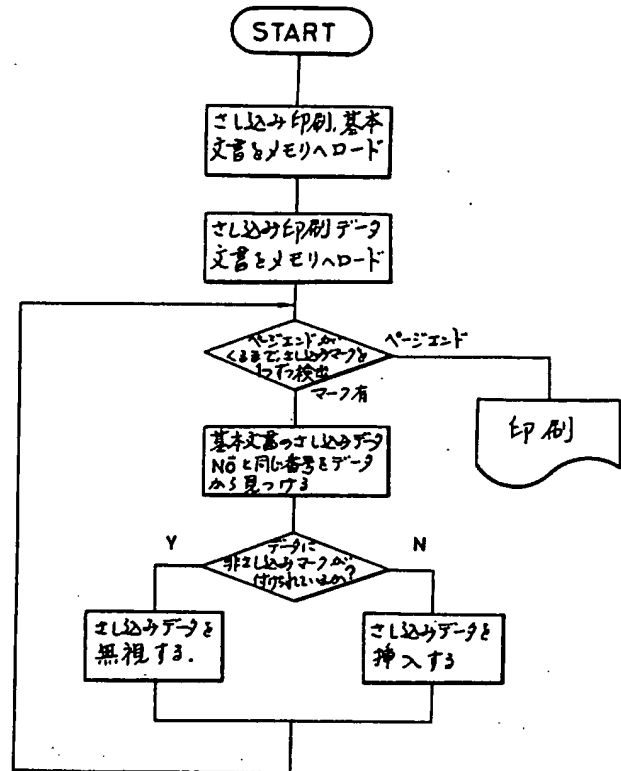 START
さし込み印刷、基本
文書をメモリへロード
さし込み印刷データ
文書をメモリへロード
ページエンドが
くるまで、さし込みマークを
1つずつ検出
ページエンド
マーク有
印刷
基本文書のさし込みデータ
No と同じ番号をデータ
から見つける
データに
非さし込みマークが
付けられているか?
Y
N
さし込みデータを
無視する.
さし込みデータを
挿入する